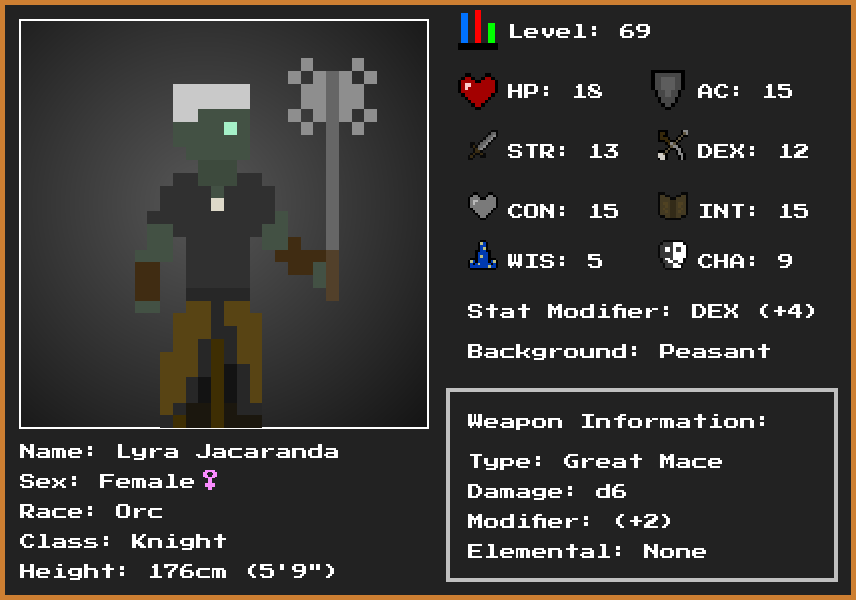 Level: 69
HP: 18
AC: 15
STR: 13
DEX: 12
CON: 15
INT: 15
WIS: 5
CHA: 9
Stat Modifier: DEX (+4)
Background: Peasant
Weapon Information:
Type: Great Mace
Damage: d6
Modifier: (+2)
Elemental: None
Name: Lyra Jacaranda
Sex: Female♀
Race: Orc
Class: Knight
Height: 176cm (5'9")